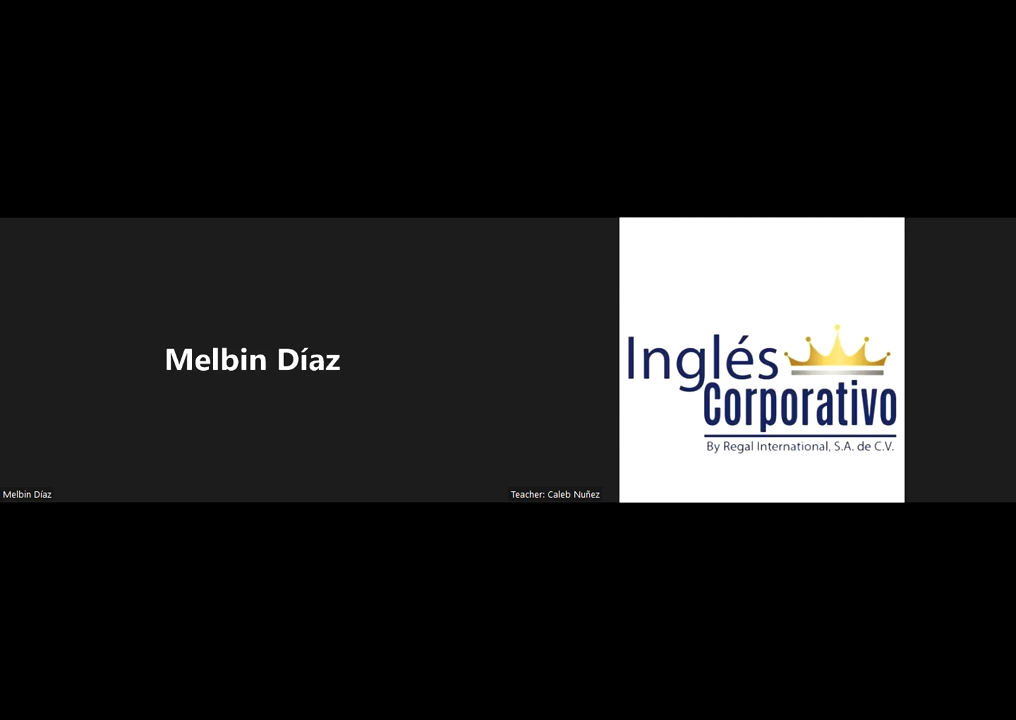 Melbin Díaz
Melbin Díaz
Teacher: Caleb Nuñez
Inglés
Corporativo
By Regal International, S.A. de C.V.